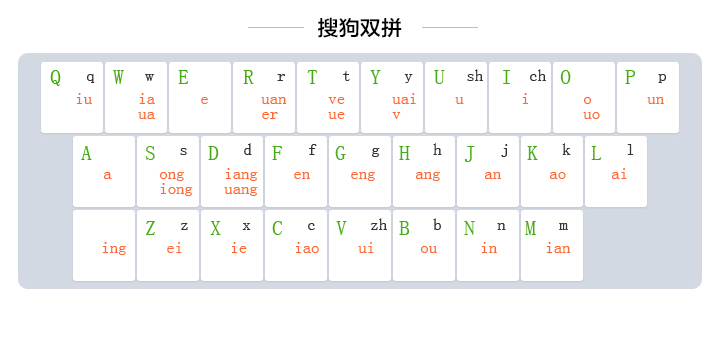 搜狗双拼
Q q W w E R r T t Y y U sh I ch O P p
iu ia e uan ve uai u i o un
ua er ue v uo
A S s D d F f G g H h J j K k L l
a ong iang en eng ang an ao ai
iong uang
Z z X x C c V zh B b N n M m
ing ei ie iao ui ou in ian